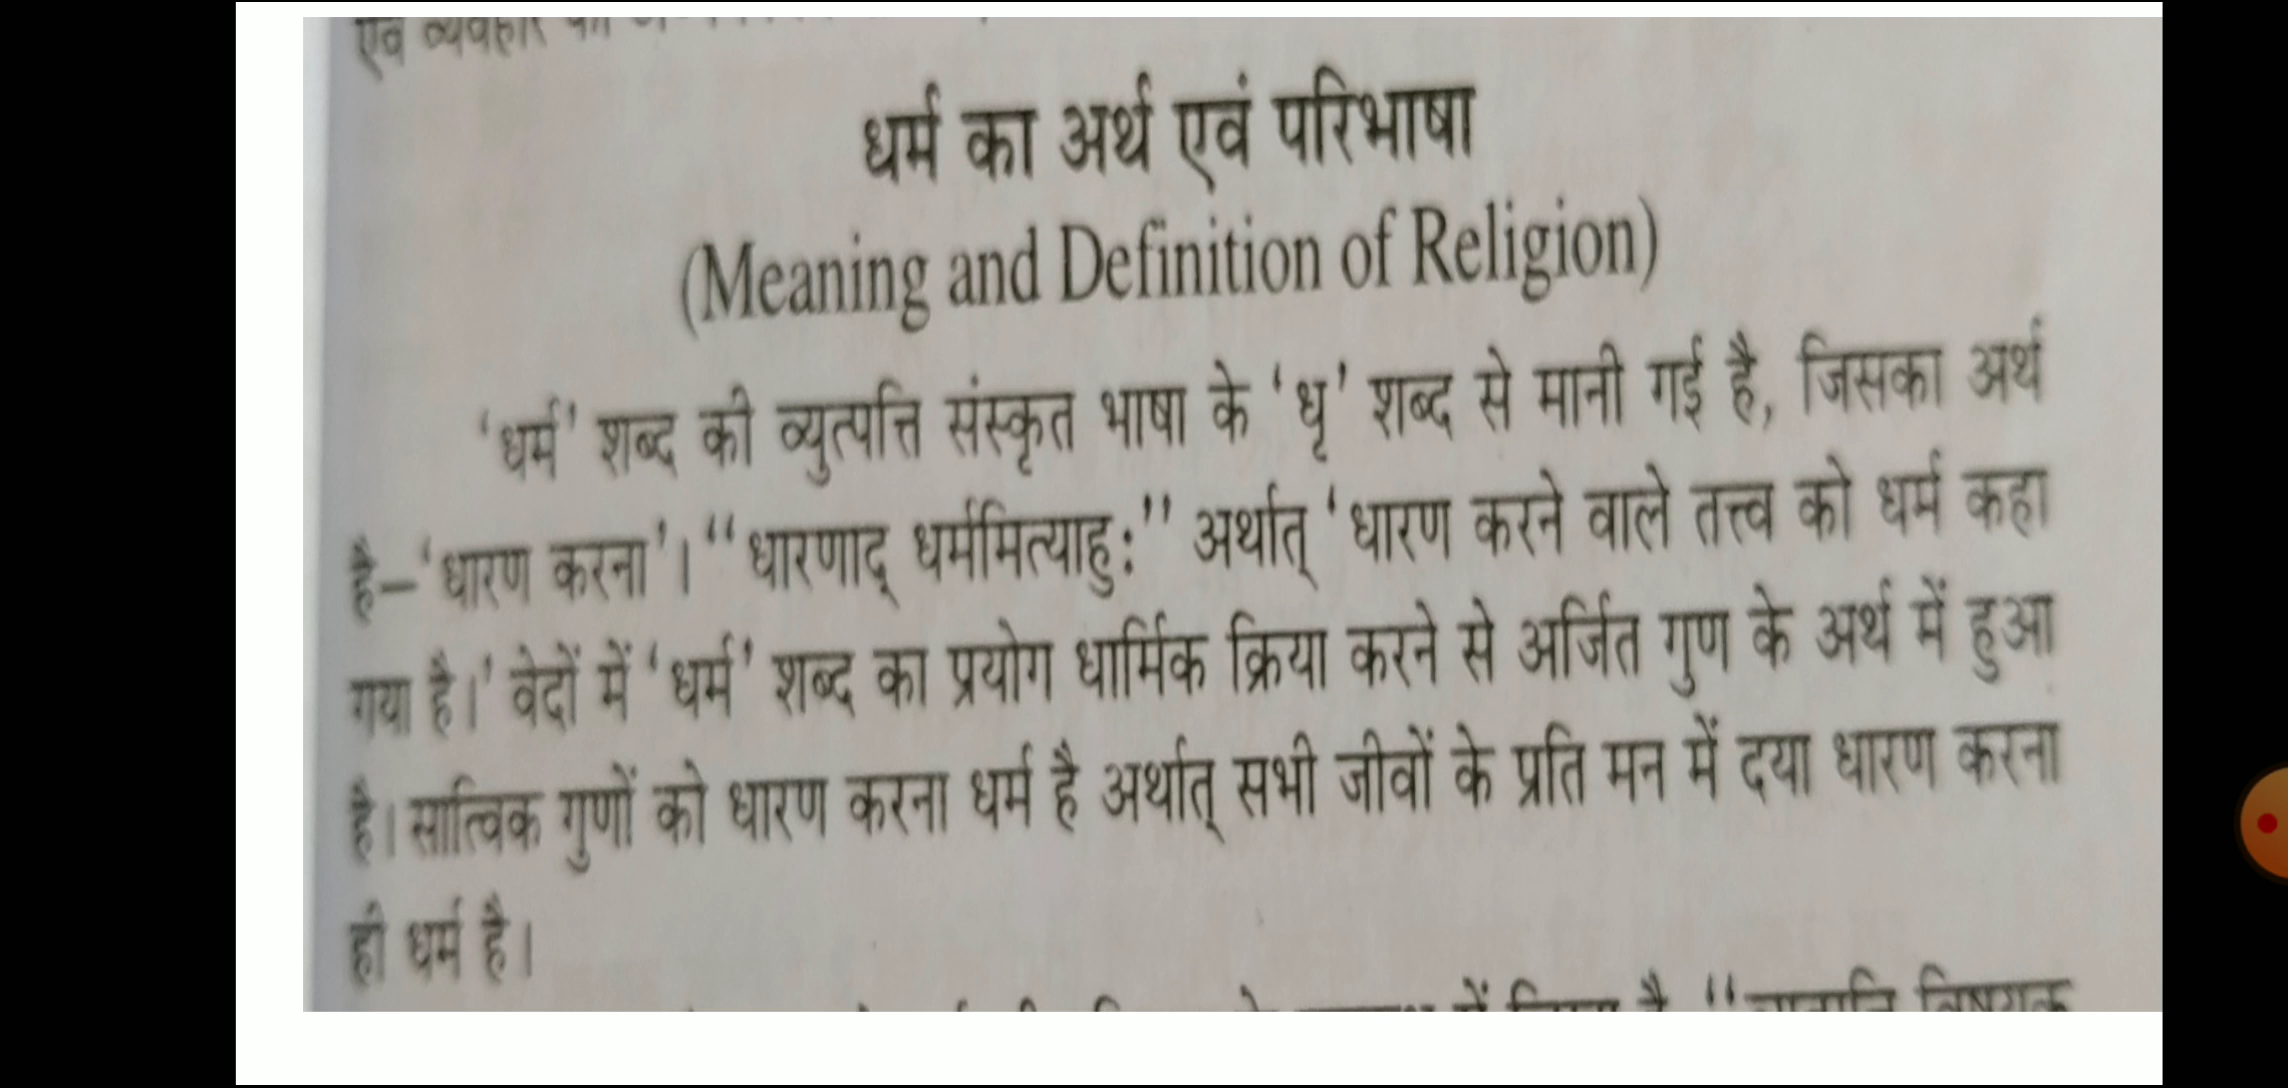 एवं व्यवहार
धर्म का अर्थ एवं परिभाषा
(Meaning and Definition of Religion)
‘धर्म’ शब्द की व्युत्पत्ति संस्कृत भाषा के ‘धृ’ शब्द से मानी गई है, जिसका अर्थ
है–‘धारण करना’। “धारणाद् धर्ममित्याहुः” अर्थात् ‘धारण करने वाले तत्त्व को धर्म कहा
गया है।’ वेदों में ‘धर्म’ शब्द का प्रयोग धार्मिक क्रिया करने से अर्जित गुण के अर्थ में हुआ
है। सात्विक गुणों को धारण करना धर्म है अर्थात् सभी जीवों के प्रति मन में दया धारण करना
ही धर्म है।